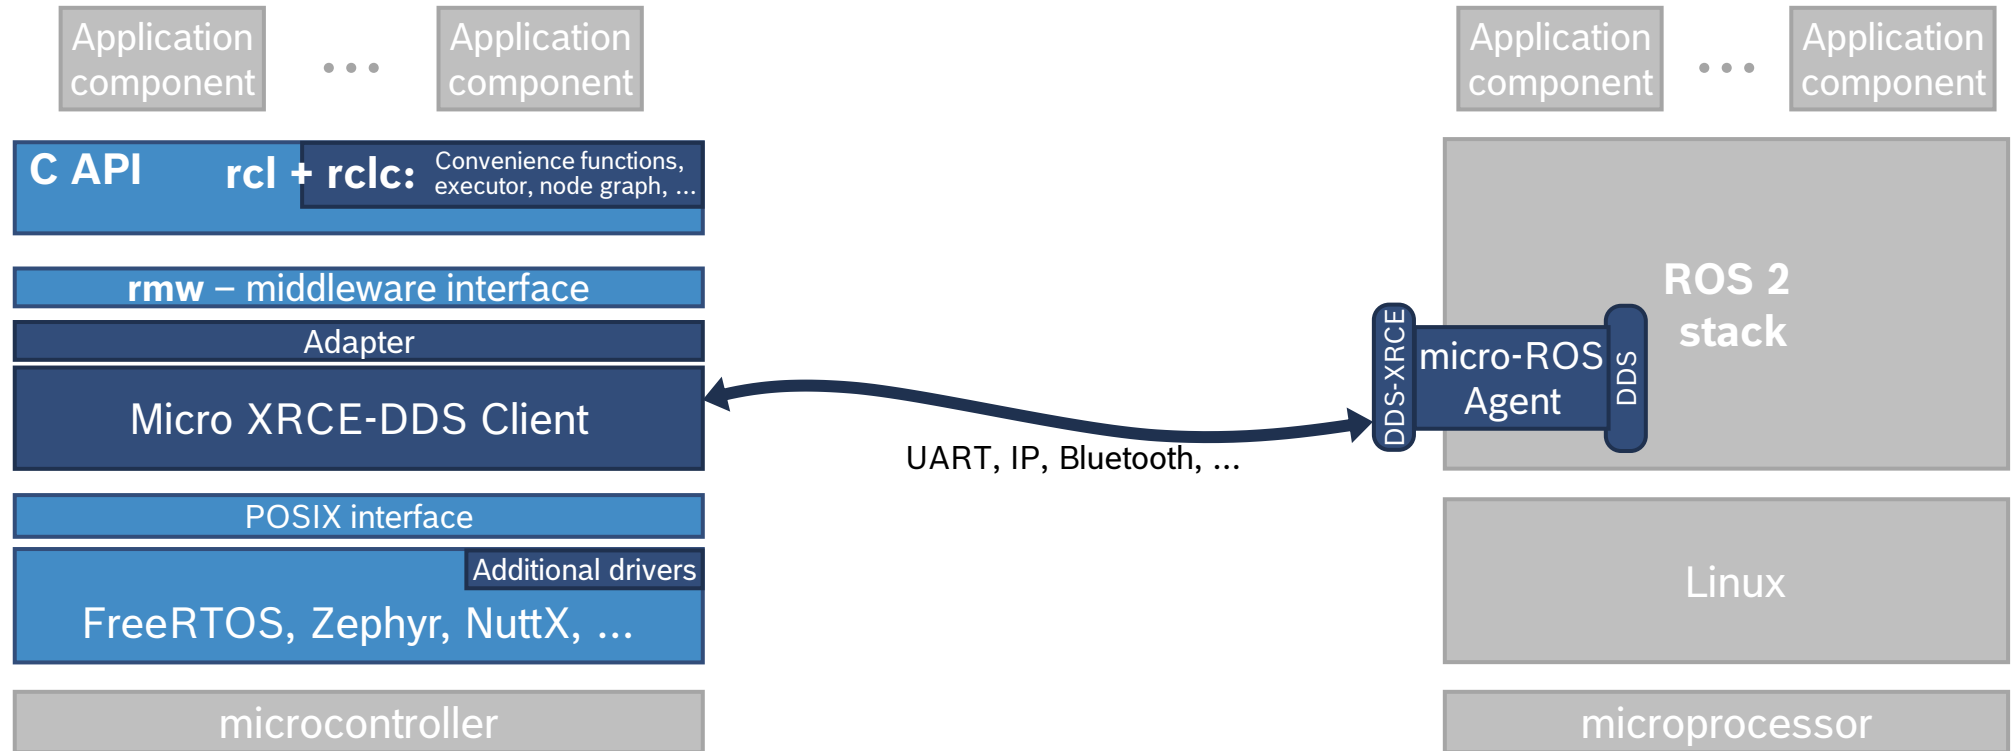 Application
component
...
Application
component
C API
rcl + rclc: Convenience functions,
executor, node graph, ...
rmw – middleware interface
Adapter
Micro XRCE-DDS Client
POSIX interface
Additional drivers
FreeRTOS, Zephyr, NuttX, ...
microcontroller
UART, IP, Bluetooth, ...
Application
component
...
Application
component
ROS 2
stack
DDS-XRCE
micro-ROS
Agent
DDS
Linux
microprocessor